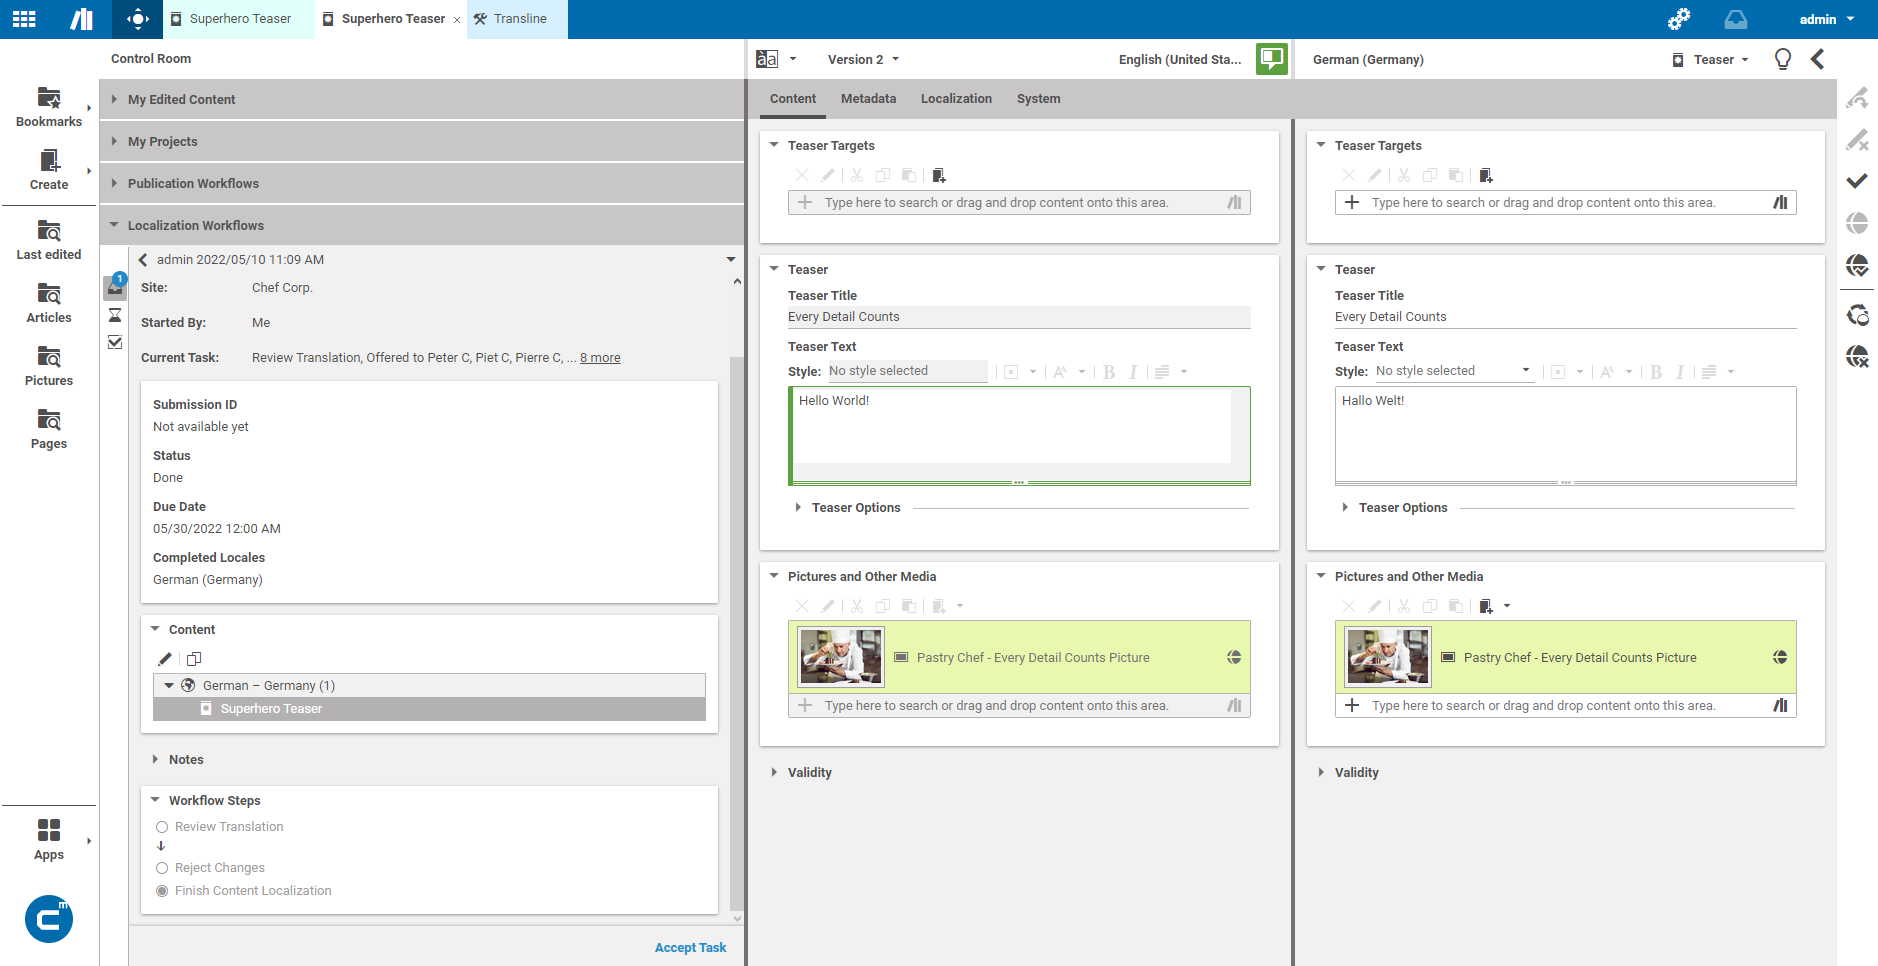 Superhero Teaser
Superhero Teaser
Transline
admin
Control Room
Bookmarks
Create
Last edited
Articles
Pictures
Pages
Apps
My Edited Content
My Projects
Publication Workflows
Localization Workflows
1
admin 2022/05/10 11:09 AM
Site: Chef Corp.
Started By: Me
Current Task: Review Translation, Offered to Peter C, Piet C, Pierre C, ... 8 more
Submission ID
Not available yet
Status
Done
Due Date
05/30/2022 12:00 AM
Completed Locales
German (Germany)
Content
German – Germany (1)
Superhero Teaser
Notes
Workflow Steps
Review Translation
Reject Changes
Finish Content Localization
Accept Task
àa
Version 2
English (United Sta...
Content Metadata Localization System
Teaser Targets
Type here to search or drag and drop content onto this area.
Teaser
Teaser Title
Every Detail Counts
Teaser Text
Style: No style selected
B I
Hello World!
Teaser Options
Pictures and Other Media
Pastry Chef - Every Detail Counts Picture
Type here to search or drag and drop content onto this area.
Validity
German (Germany)
Teaser
Teaser Targets
Type here to search or drag and drop content onto this area.
Teaser
Teaser Title
Every Detail Counts
Teaser Text
Style: No style selected
B I
Hallo Welt!
Teaser Options
Pictures and Other Media
Pastry Chef - Every Detail Counts Picture
Type here to search or drag and drop content onto this area.
Validity